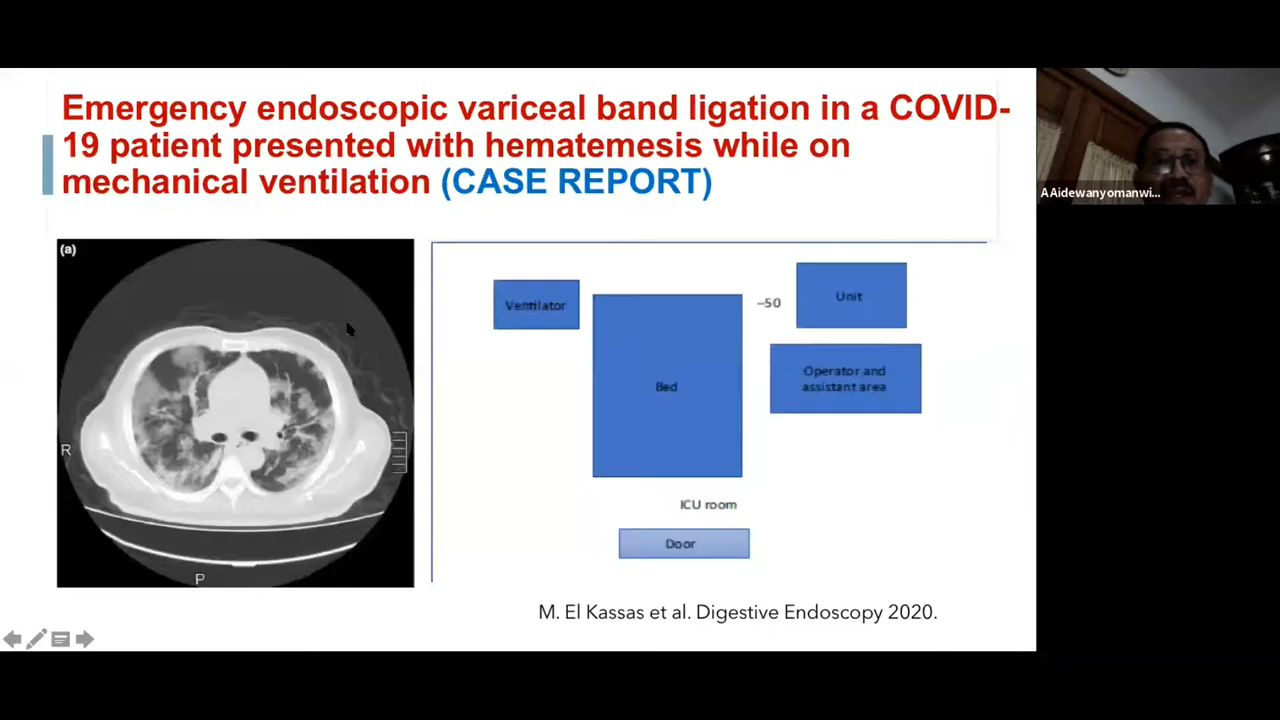 Emergency endoscopic variceal band ligation in a COVID-
19 patient presented with hematemesis while on
mechanical ventilation (CASE REPORT)
A Aidewanyomanwi...
(a)
R
P
Ventilator
Bed
–50
Unit
Operator and
assistant area
ICU room
Door
M. El Kassas et al. Digestive Endoscopy 2020.